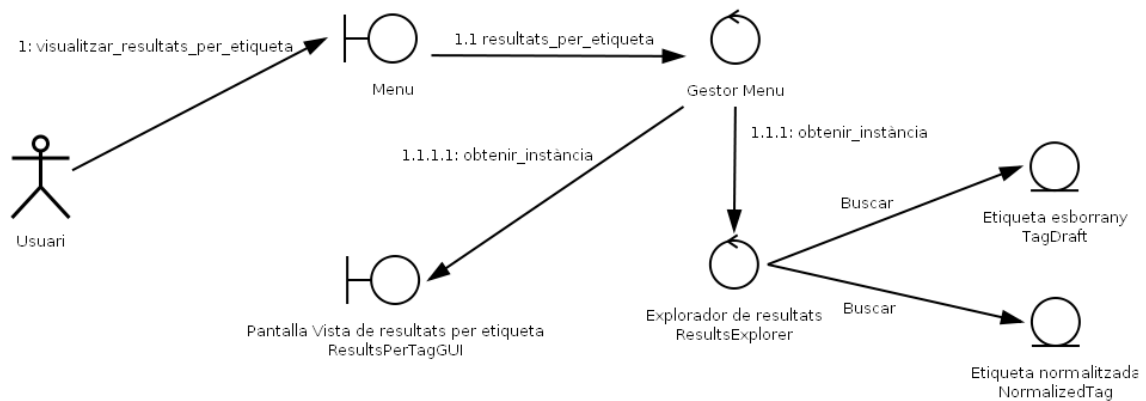 1: visualitzar_resultats_per_etiqueta
1.1 resultats_per_etiqueta
Menu
Gestor Menu
1.1.1: obtenir_instància
1.1.1.1: obtenir_instància
Buscar
Etiqueta esborrany
TagDraft
Usuari
Buscar
Explorador de resultats
ResultsExplorer
Pantalla Vista de resultats per etiqueta
ResultsPerTagGUI
Etiqueta normalitzada
NormalizedTag